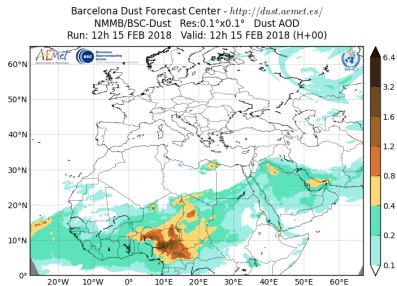 Barcelona Dust Forecast Center - http://dust.aemet.es/
NMMB/BSC-Dust Res:0.1°x0.1° Dust AOD
Run: 12h 15 FEB 2018 Valid: 12h 15 FEB 2018 (H+00)
AEMet
BSC
WMO
60°N
50°N
40°N
30°N
20°N
10°N
0°
20°W
10°W
0°
10°E
20°E
30°E
40°E
50°E
60°E
6.4
3.2
1.6
1.2
0.8
0.4
0.2
0.1